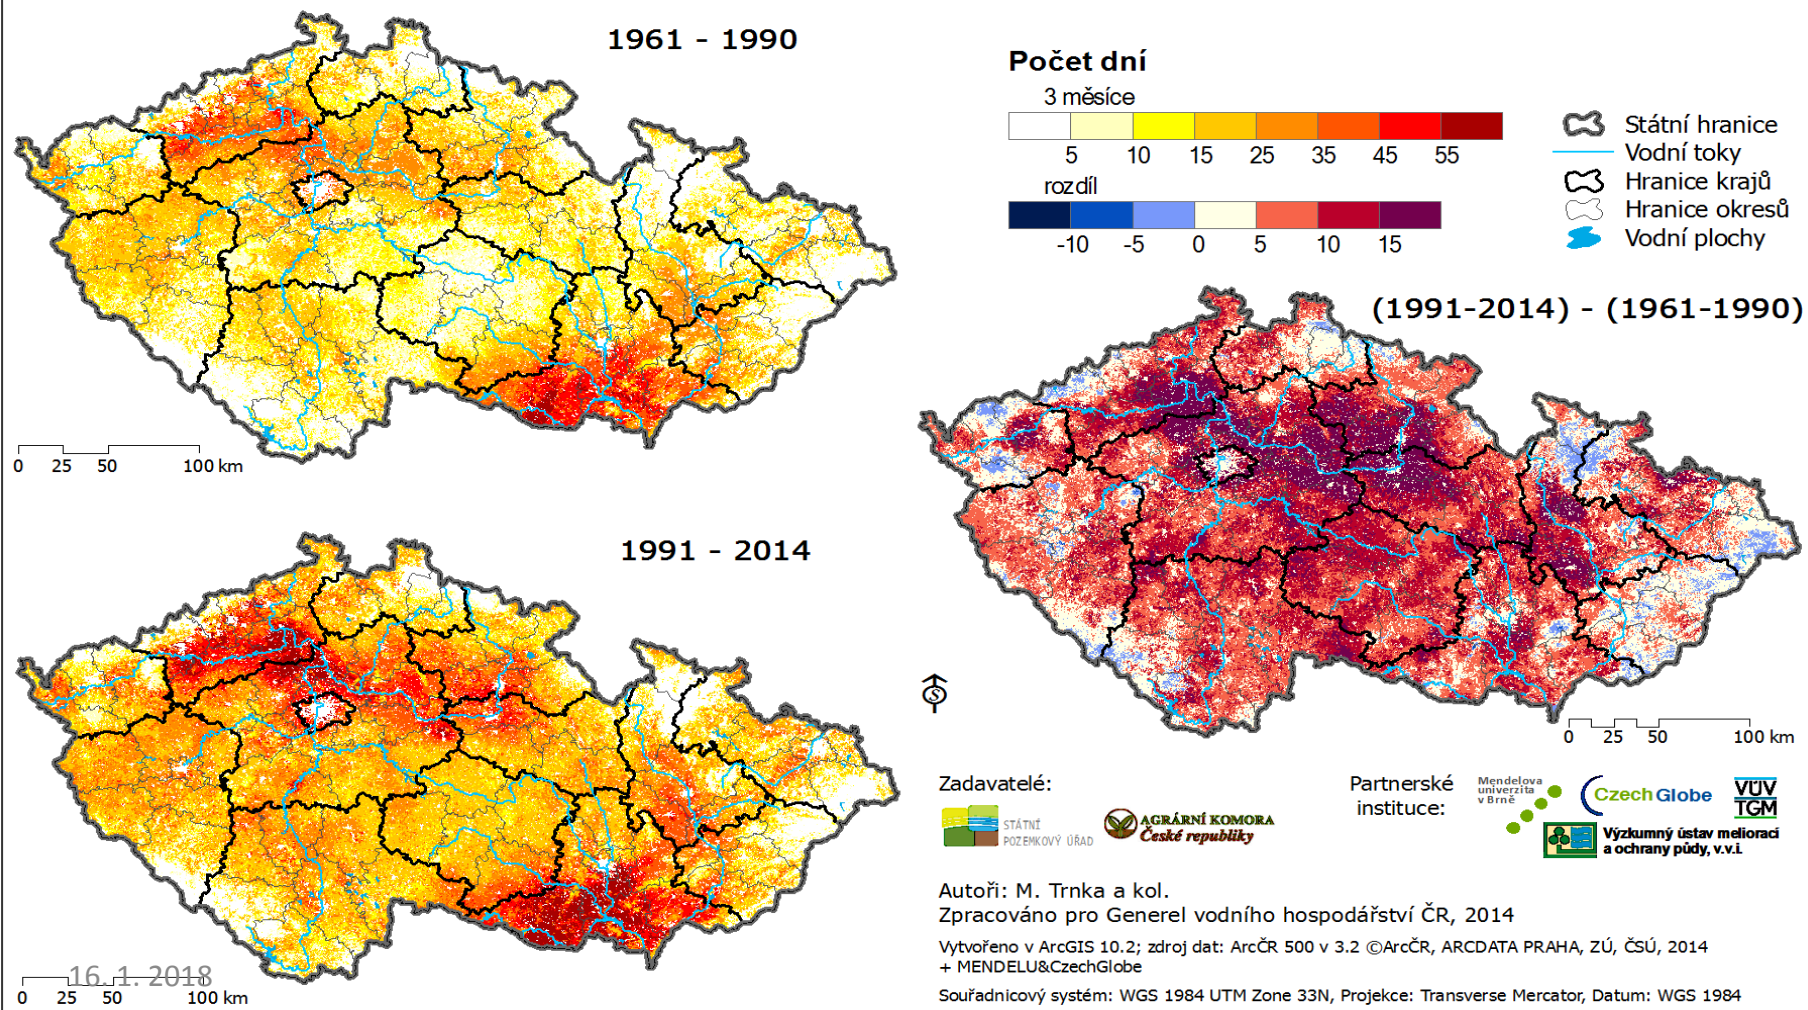 1961 - 1990
0 25 50 100 km
1991 - 2014
16. 1. 2018
0 25 50 100 km
Počet dní
3 měsíce
5 10 15 25 35 45 55
rozdíl
-10 -5 0 5 10 15
Státní hranice
Vodní toky
Hranice krajů
Hranice okresů
Vodní plochy
(1991-2014) - (1961-1990)
0 25 50 100 km
Zadavatelé:
STÁTNÍ
POZEMKOVÝ ÚŘAD
AGRÁRNÍ KOMORA
České republiky
Partnerské
instituce:
Mendelova
univerzita
v Brně
CzechGlobe
VÚV
TGM
Výzkumný ústav meliorací
a ochrany půdy, v.v.i.
Autoři: M. Trnka a kol.
Zpracováno pro Generel vodního hospodářství ČR, 2014
Vytvořeno v ArcGIS 10.2; zdroj dat: ArcČR 500 v 3.2 ©ArcČR, ARCDATA PRAHA, ZÚ, ČSÚ, 2014
+ MENDELU&CzechGlobe
Souřadnicový systém: WGS 1984 UTM Zone 33N, Projekce: Transverse Mercator, Datum: WGS 1984